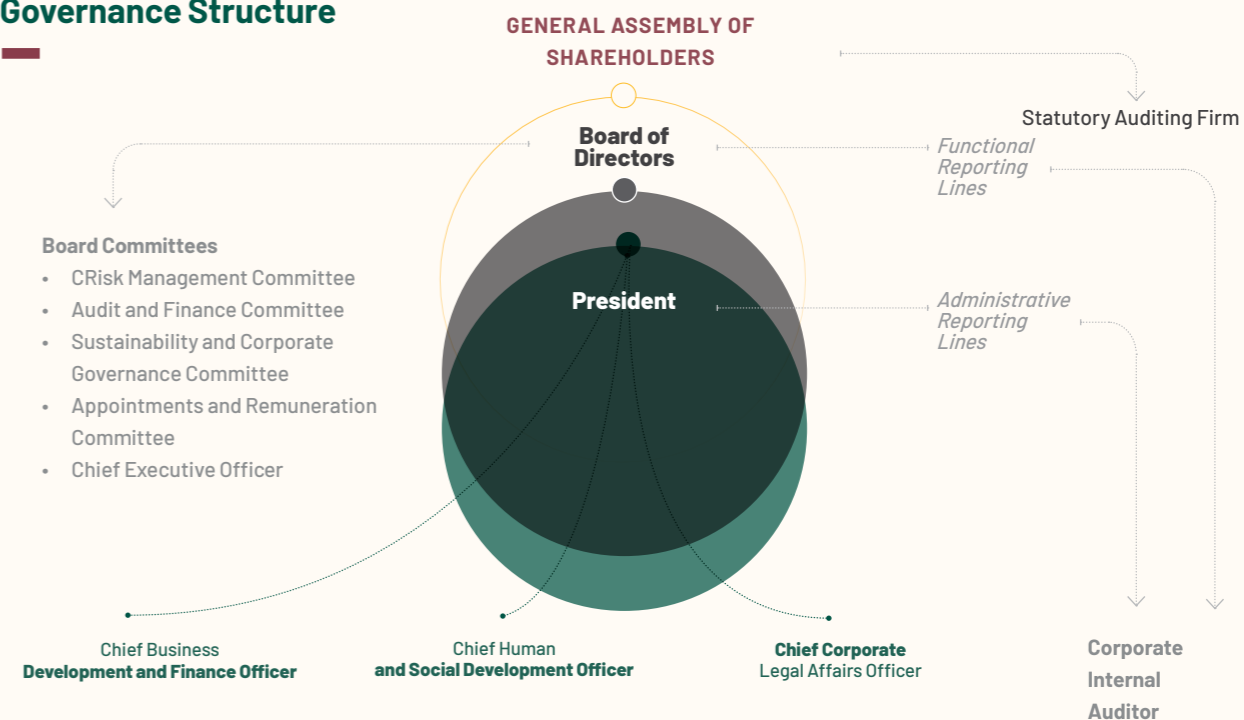 Governance Structure
GENERAL ASSEMBLY OF
SHAREHOLDERS
Statutory Auditing Firm
Board of
Directors
Functional
Reporting
Lines
Board Committees
• CRisk Management Committee
• Audit and Finance Committee
• Sustainability and Corporate
Governance Committee
• Appointments and Remuneration
Committee
• Chief Executive Officer
President
Administrative
Reporting
Lines
Chief Business
Development and Finance Officer
Chief Human
and Social Development Officer
Chief Corporate
Legal Affairs Officer
Corporate
Internal
Auditor